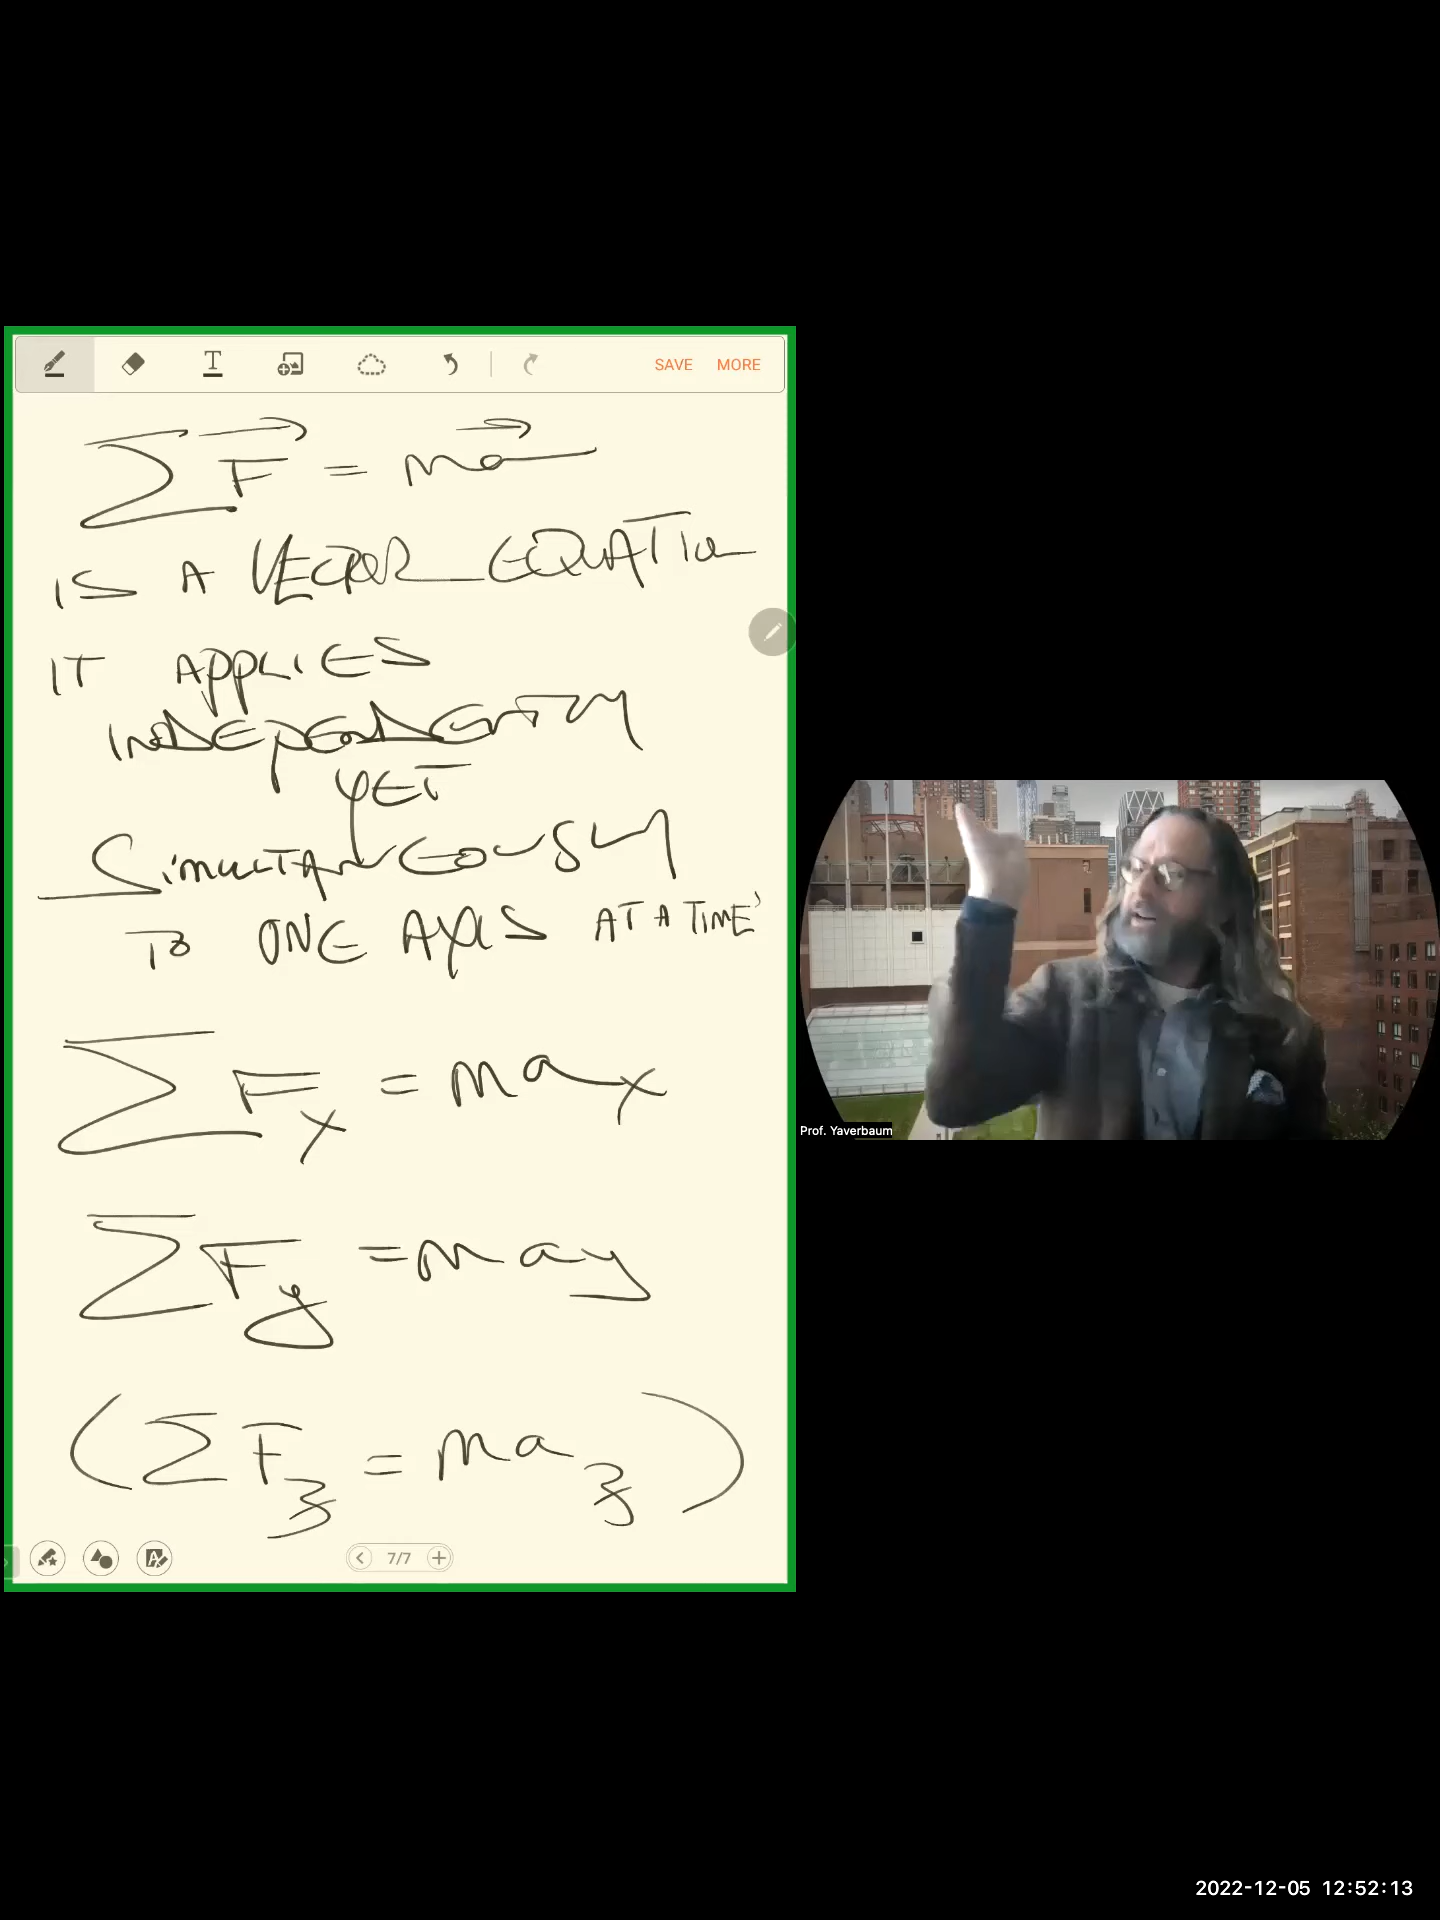 T
SAVE
MORE
∑F⃗ = ma⃗
IS A VECTOR EQUATION
IT APPLIES
INDEPENDENTLY
YET
SIMULTANEOUSLY
TO ONE AXIS AT A TIME
∑Fx = max
∑Fy = may
(∑Fz = maz)
7/7
Prof. Yaverbaum
2022-12-05 12:52:13